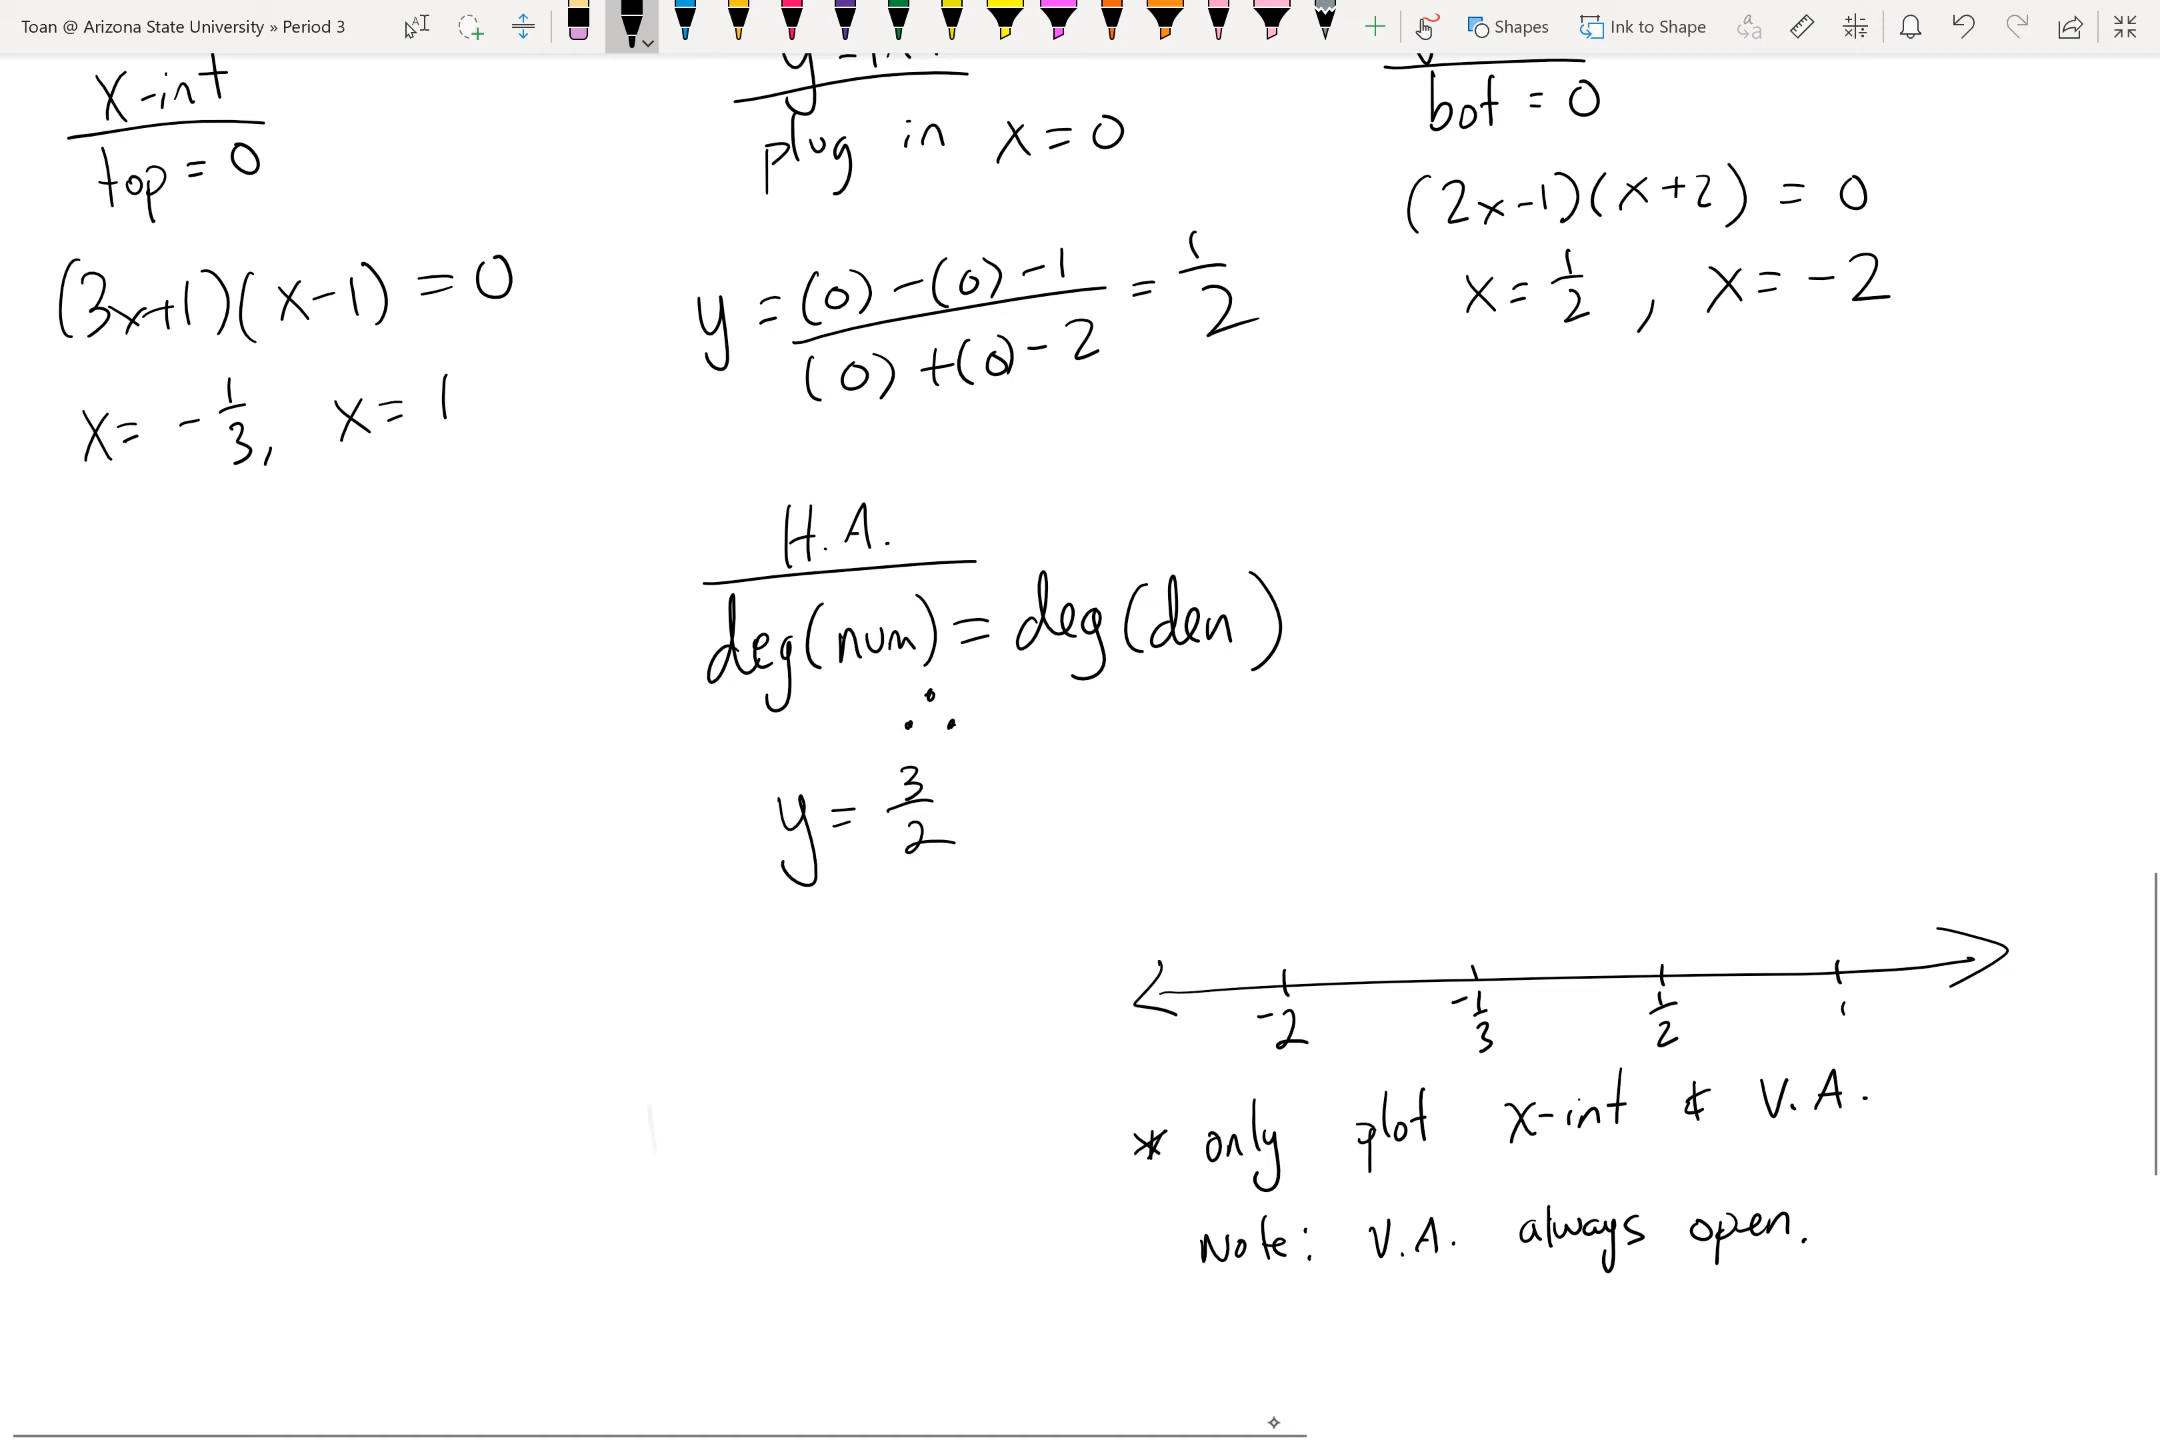 Toan @ Arizona State University » Period 3
Shapes
Ink to Shape
x-int
top = 0
(3x+1)(x-1) = 0
x = -1/3, x = 1
y-int
plug in x = 0
y = ((0) - (0) - 1)/((0) + (0) - 2) = 1/2
bot = 0
(2x-1)(x+2) = 0
x = 1/2, x = -2
H.A.
deg(num) = deg(den)
∴
y = 3/2
-2 -1/3 1/2 1
* only plot x-int & V.A.
Note: V.A. always open.